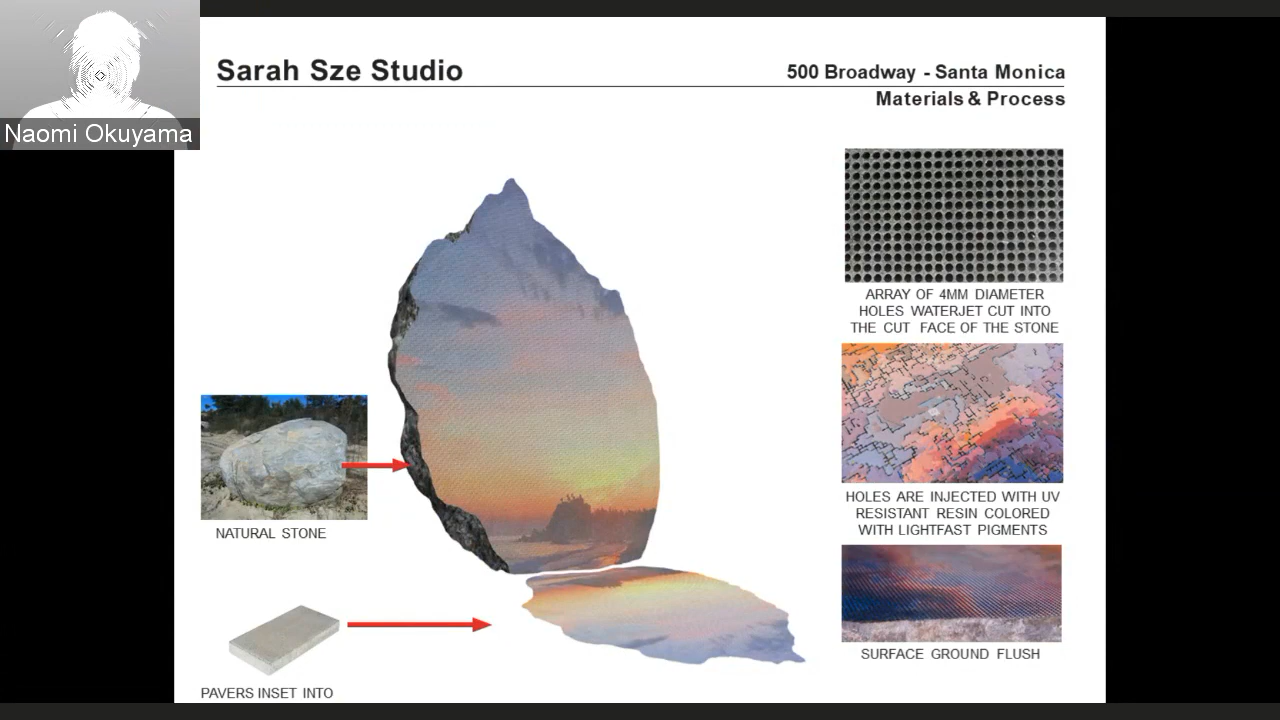 Naomi Okuyama
Sarah Sze Studio
500 Broadway - Santa Monica
Materials & Process
ARRAY OF 4MM DIAMETER
HOLES WATERJET CUT INTO
THE CUT FACE OF THE STONE
HOLES ARE INJECTED WITH UV
RESISTANT RESIN COLORED
WITH LIGHTFAST PIGMENTS
NATURAL STONE
SURFACE GROUND FLUSH
PAVERS INSET INTO